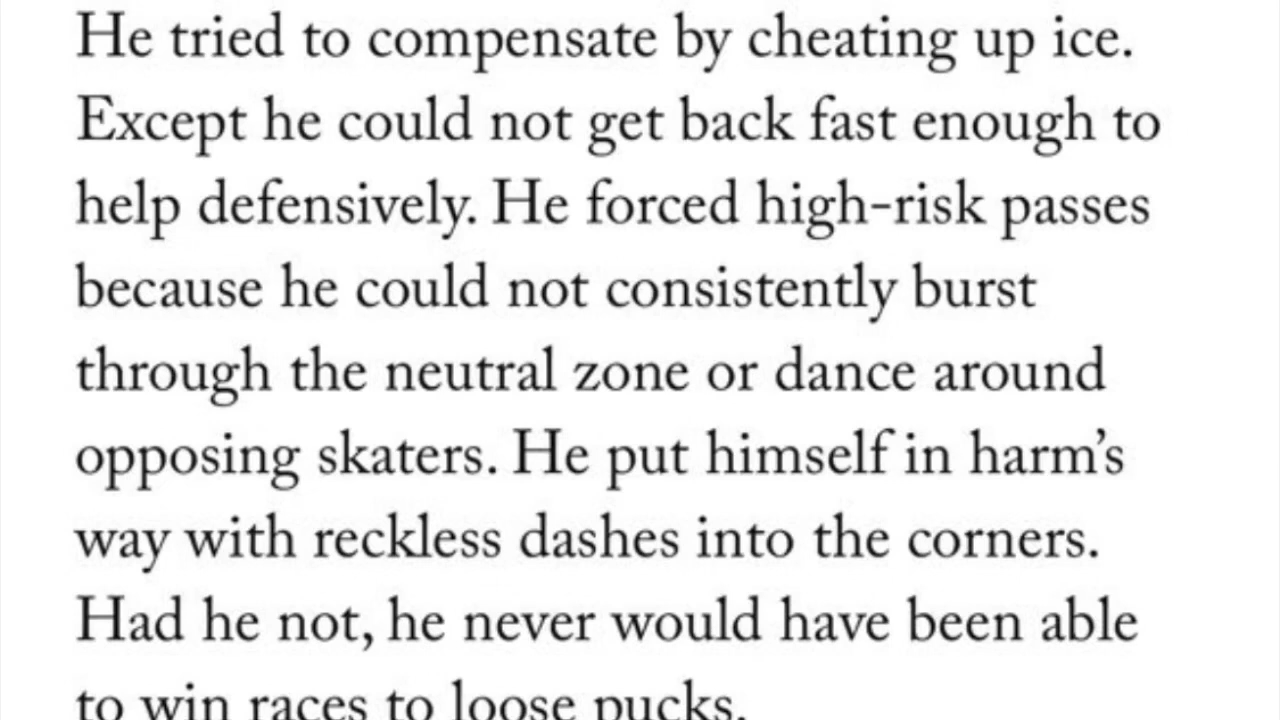 He tried to compensate by cheating up ice.
Except he could not get back fast enough to
help defensively. He forced high-risk passes
because he could not consistently burst
through the neutral zone or dance around
opposing skaters. He put himself in harm’s
way with reckless dashes into the corners.
Had he not, he never would have been able
to win races to loose pucks.